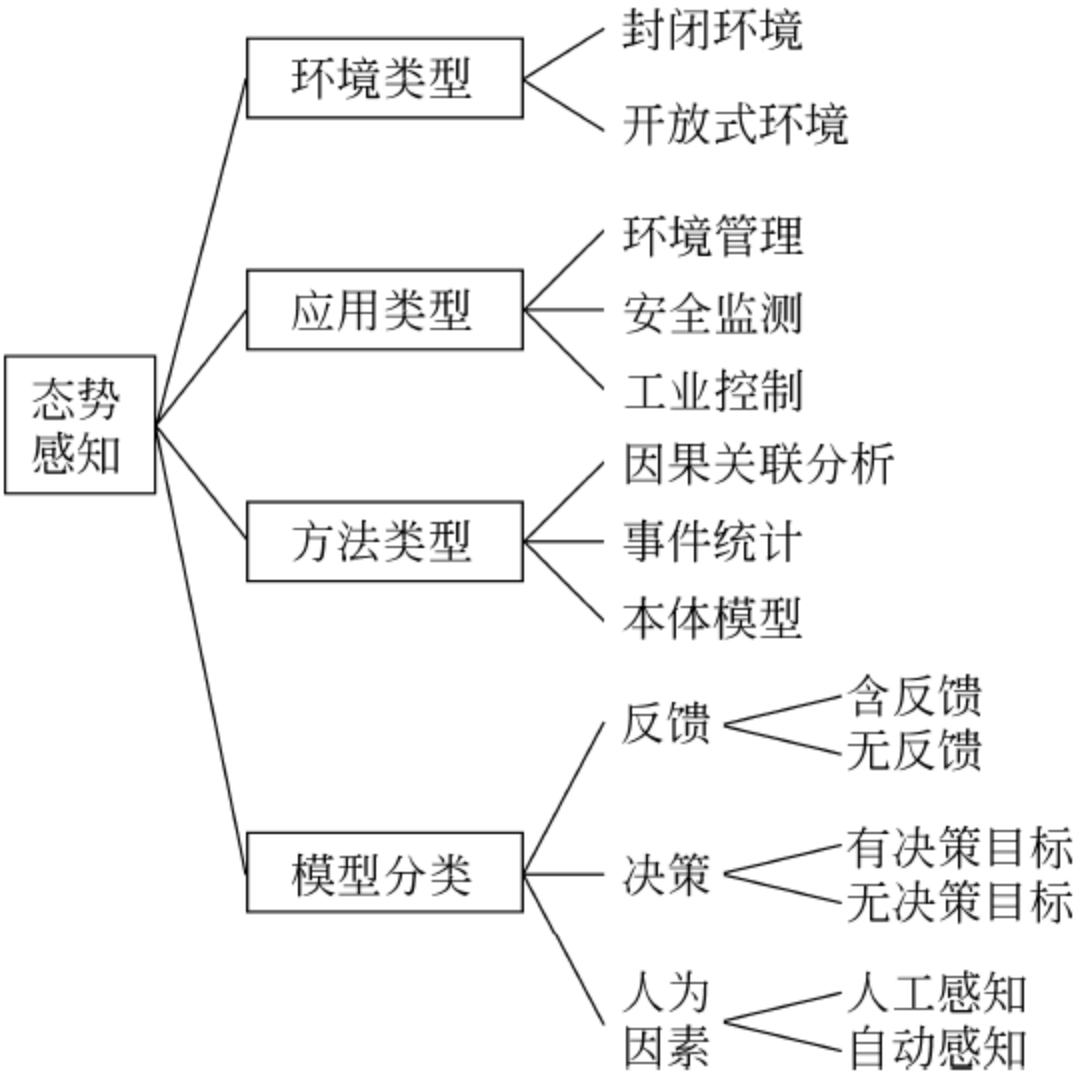 态势
感知
环境类型
封闭环境
开放式环境
应用类型
环境管理
安全监测
工业控制
方法类型
因果关联分析
事件统计
本体模型
模型分类
反馈
含反馈
无反馈
决策
有决策目标
无决策目标
人为
因素
人工感知
自动感知